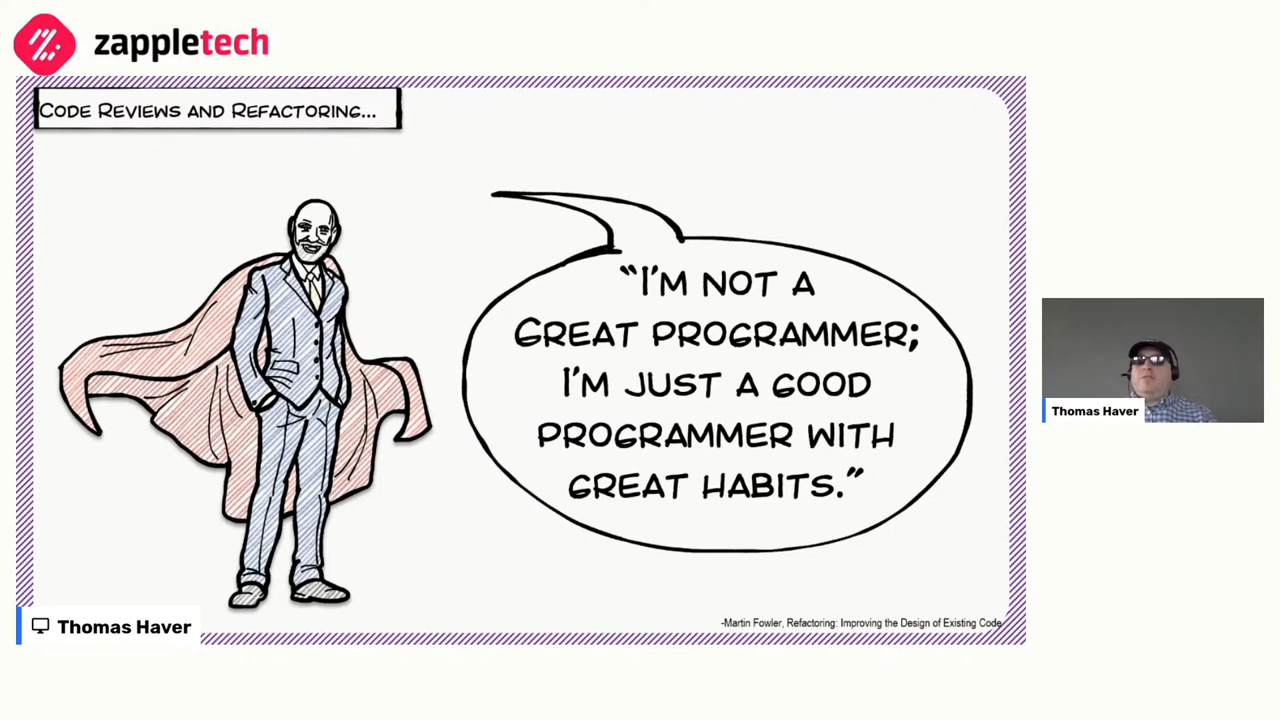 zappletech
Code Reviews and Refactoring...
"I'm not a
Great programmer;
I'm just a good
programmer with
great habits."
Thomas Haver
Thomas Haver
-Martin Fowler, Refactoring: Improving the Design of Existing Code